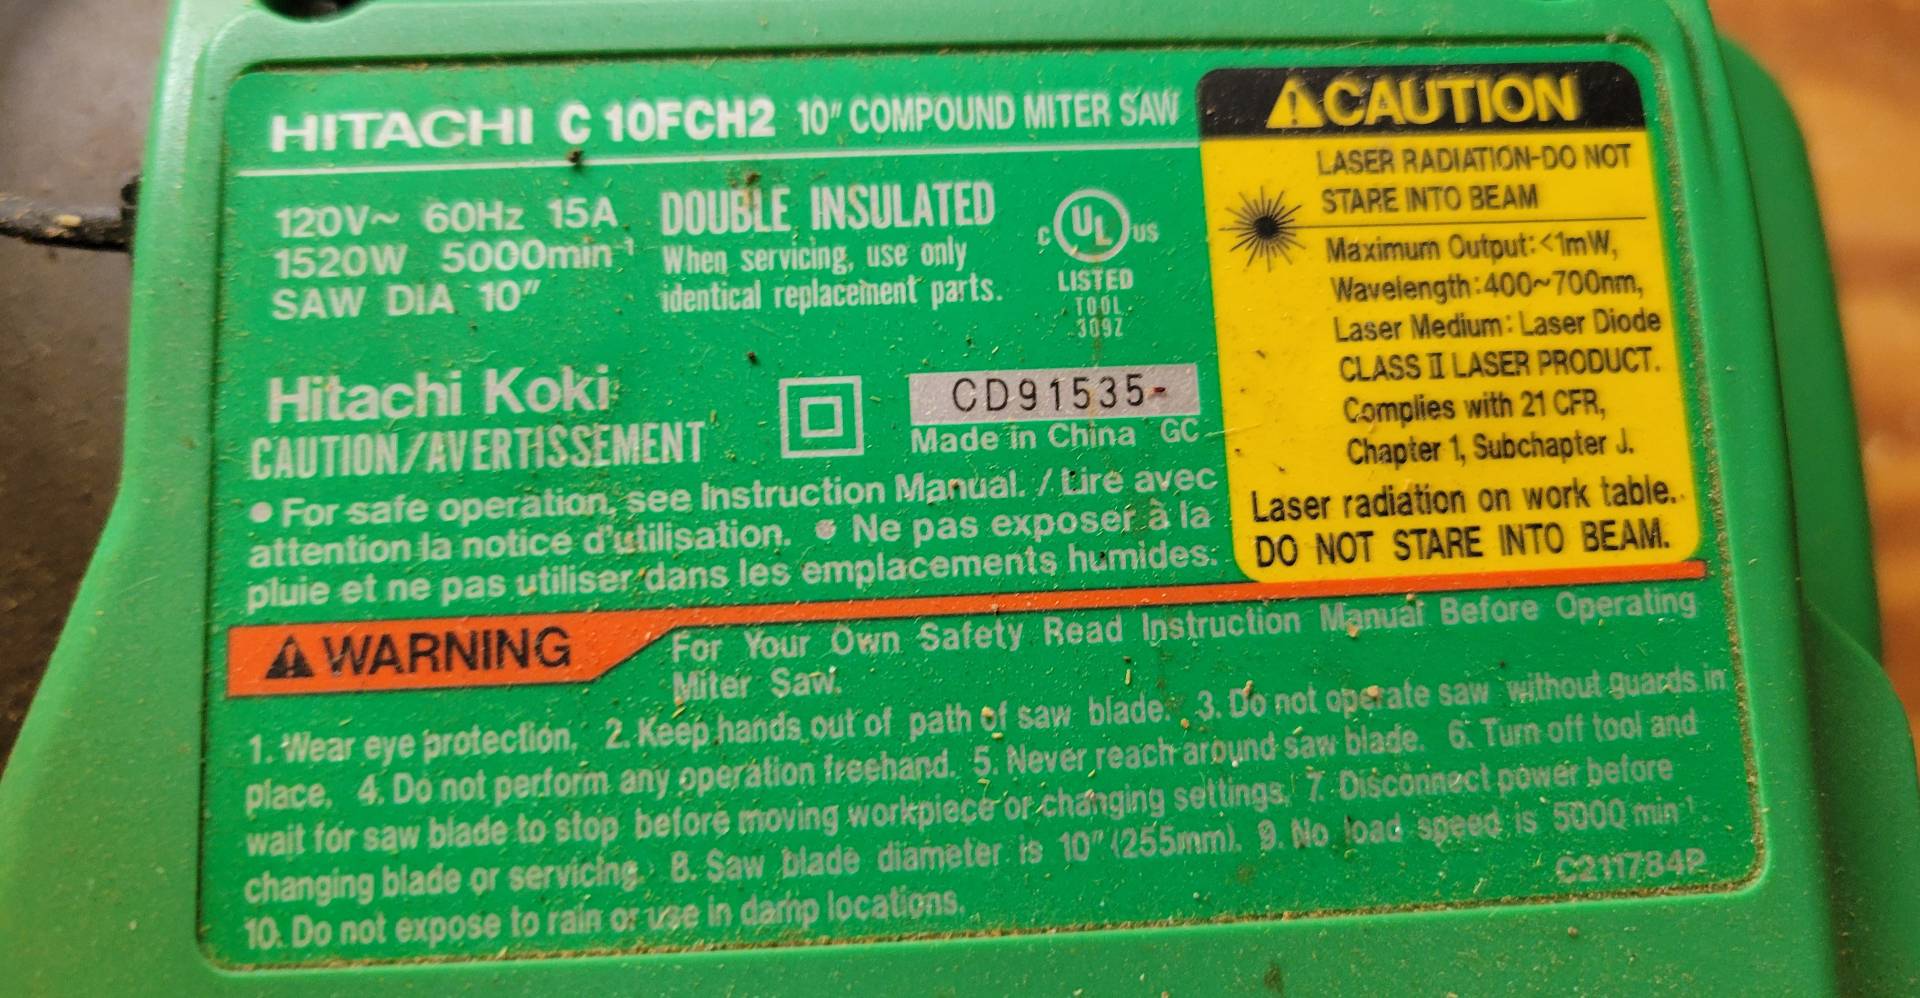 HITACHI C 10FCH2 10" COMPOUND MITER SAW
120V~ 60Hz 15A
1520W 5000min⁻¹
SAW DIA 10"
DOUBLE INSULATED
When servicing, use only
identical replacement parts.
C UL US
LISTED
TOOL
309Z
Hitachi Koki
CD91535-
Made in China GC
CAUTION/AVERTISSEMENT
• For safe operation, see Instruction Manual. / Lire avec
attention la notice d'utilisation. • Ne pas exposer à la
pluie et ne pas utiliser dans les emplacements humides.
⚠CAUTION
LASER RADIATION-DO NOT
STARE INTO BEAM
Maximum Output:<1mW,
Wavelength:400~700nm,
Laser Medium: Laser Diode
CLASS II LASER PRODUCT.
Complies with 21 CFR,
Chapter 1, Subchapter J.
Laser radiation on work table.
DO NOT STARE INTO BEAM.
⚠WARNING
For Your Own Safety Read Instruction Manual Before Operating
Miter Saw.
1. Wear eye protection. 2. Keep hands out of path of saw blade. 3. Do not operate saw without guards in
place. 4. Do not perform any operation freehand. 5. Never reach around saw blade. 6. Turn off tool and
wait for saw blade to stop before moving workpiece or changing settings. 7. Disconnect power before
changing blade or servicing. 8. Saw blade diameter is 10" (255mm). 9. No load speed is 5000 min⁻¹.
10. Do not expose to rain or use in damp locations.
C211784P